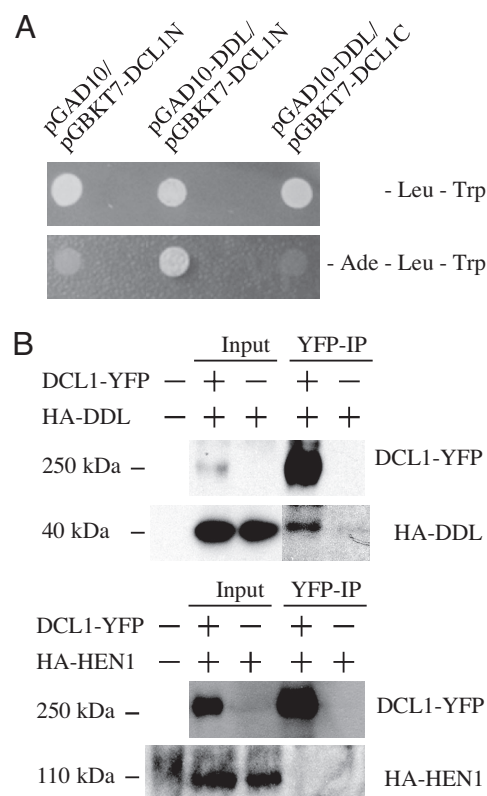 A
pGAD10/
pGBKT7-DCL1N
pGAD10-DDL/
pGBKT7-DCL1N
pGAD10-DDL/
pGBKT7-DCL1C
- Leu - Trp
- Ade - Leu - Trp
B
Input YFP-IP
DCL1-YFP – + – + –
HA-DDL – + + + +
250 kDa – DCL1-YFP
40 kDa – HA-DDL
Input YFP-IP
DCL1-YFP – + – + –
HA-HEN1 – + + + +
250 kDa – DCL1-YFP
110 kDa – HA-HEN1